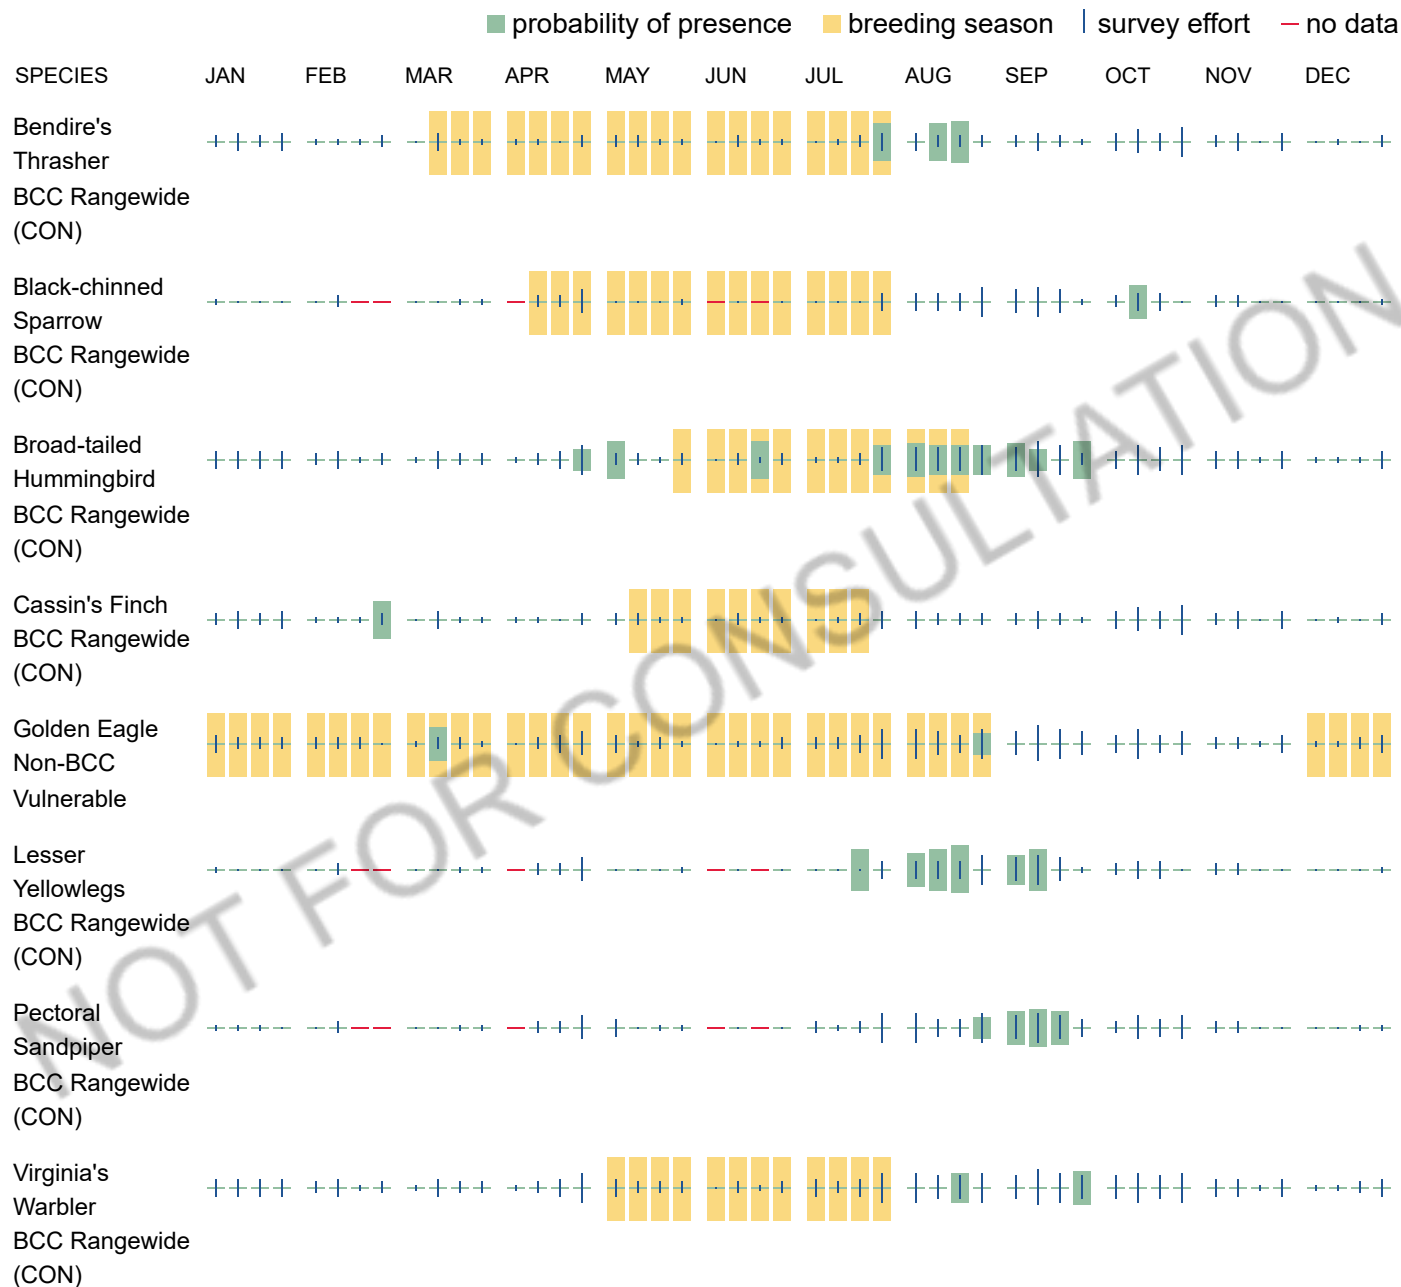 probability of presence breeding season survey effort no data
SPECIES JAN FEB MAR APR MAY JUN JUL AUG SEP OCT NOV DEC
Bendire's
Thrasher
BCC Rangewide
(CON)
Black-chinned
Sparrow
BCC Rangewide
(CON)
Broad-tailed
Hummingbird
BCC Rangewide
(CON)
Cassin's Finch
BCC Rangewide
(CON)
Golden Eagle
Non-BCC
Vulnerable
Lesser
Yellowlegs
BCC Rangewide
(CON)
Pectoral
Sandpiper
BCC Rangewide
(CON)
Virginia's
Warbler
BCC Rangewide
(CON)
NOT FOR CONSULTATION